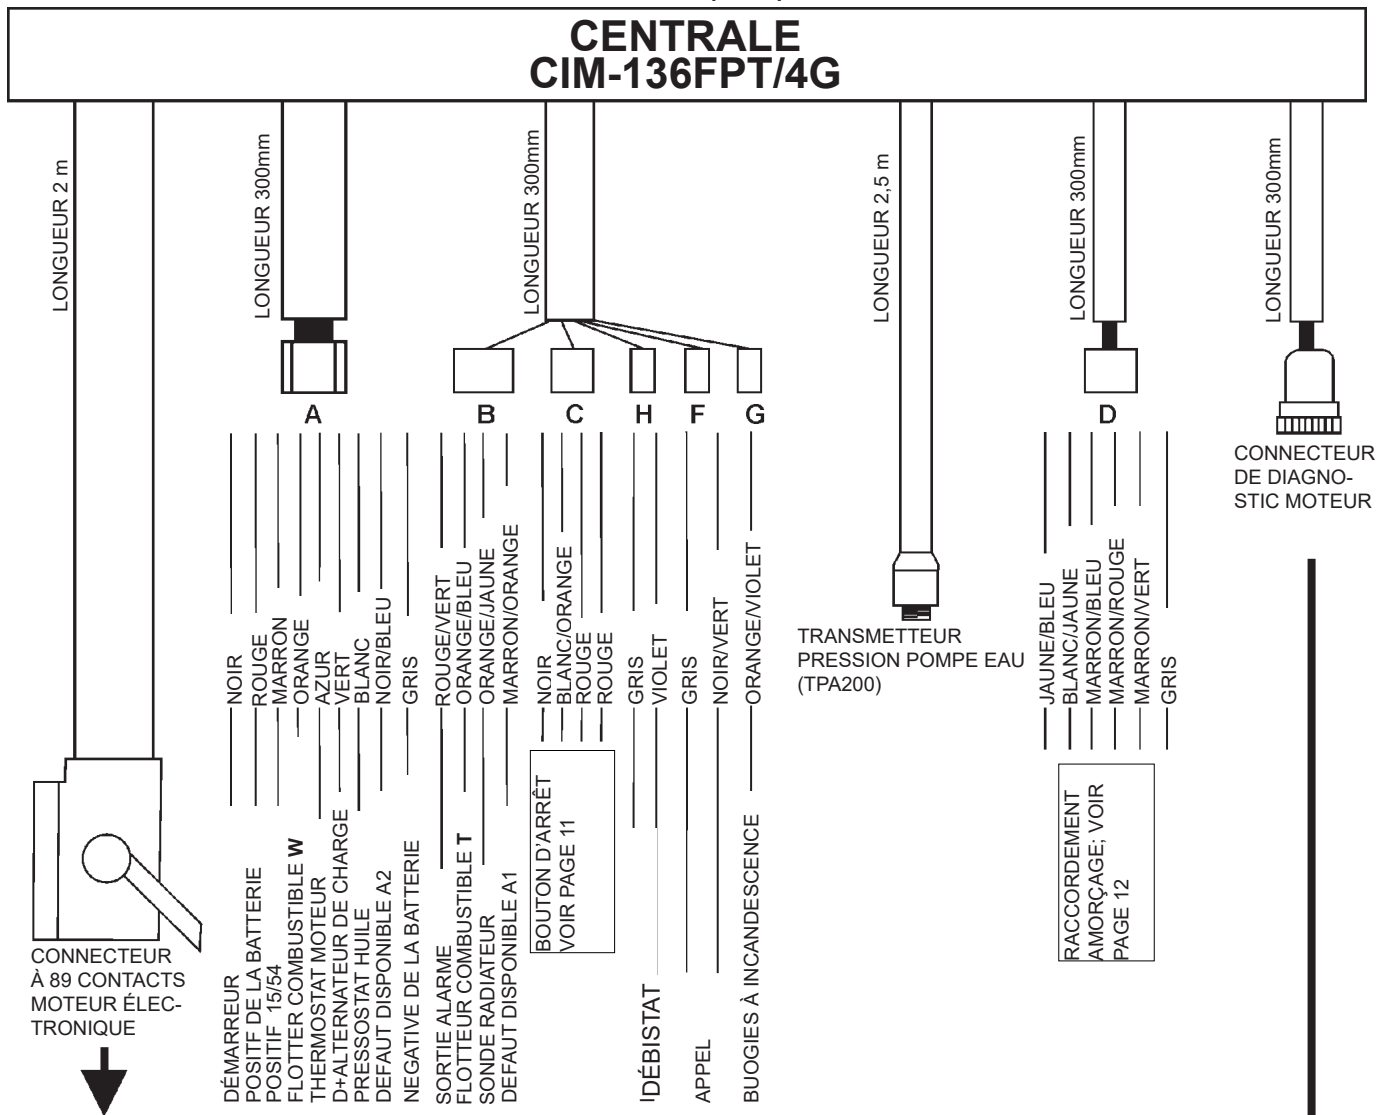 CENTRALE
CIM-136FPT/4G
LONGUEUR 2 m
LONGUEUR 300mm
LONGUEUR 300mm
LONGUEUR 2,5 m
LONGUEUR 300mm
LONGUEUR 300mm
A
B
C
H
F
G
D
CONNECTEUR
DE DIAGNO-
STIC MOTEUR
NOIR
ROUGE
MARRON
ORANGE
AZUR
VERT
BLANC
NOIR/BLEU
GRIS
ROUGE/VERT
ORANGE/BLEU
ORANGE/JAUNE
MARRON/ORANGE
NOIR
BLANC/ORANGE
ROUGE
ROUGE
GRIS
VIOLET
GRIS
NOIR/VERT
ORANGE/VIOLET
TRANSMETTEUR
PRESSION POMPE EAU
(TPA200)
JAUNE/BLEU
BLANC/JAUNE
MARRON/BLEU
MARRON/ROUGE
MARRON/VERT
GRIS
CONNECTEUR
À 89 CONTACTS
MOTEUR ÉLEC-
TRONIQUE
DÉMARREUR
POSITF DE LA BATTERIE
POSITIF 15/54
FLOTTER COMBUSTIBLE W
THERMOSTAT MOTEUR
D+ALTERNATEUR DE CHARGE
PRESSOSTAT HUILE
DEFAUT DISPONIBLE A2
NEGATIVE DE LA BATTERIE
SORTIE ALARME
FLOTTEUR COMBUSTIBLE T
SONDE RADIATEUR
DEFAUT DISPONIBLE A1
BOUTON D'ARRÊT
VOIR PAGE 11
IDÉBISTAT
APPEL
BUOGIES À INCANDESCENCE
RACCORDEMENT
AMORÇAGE; VOIR
PAGE 12